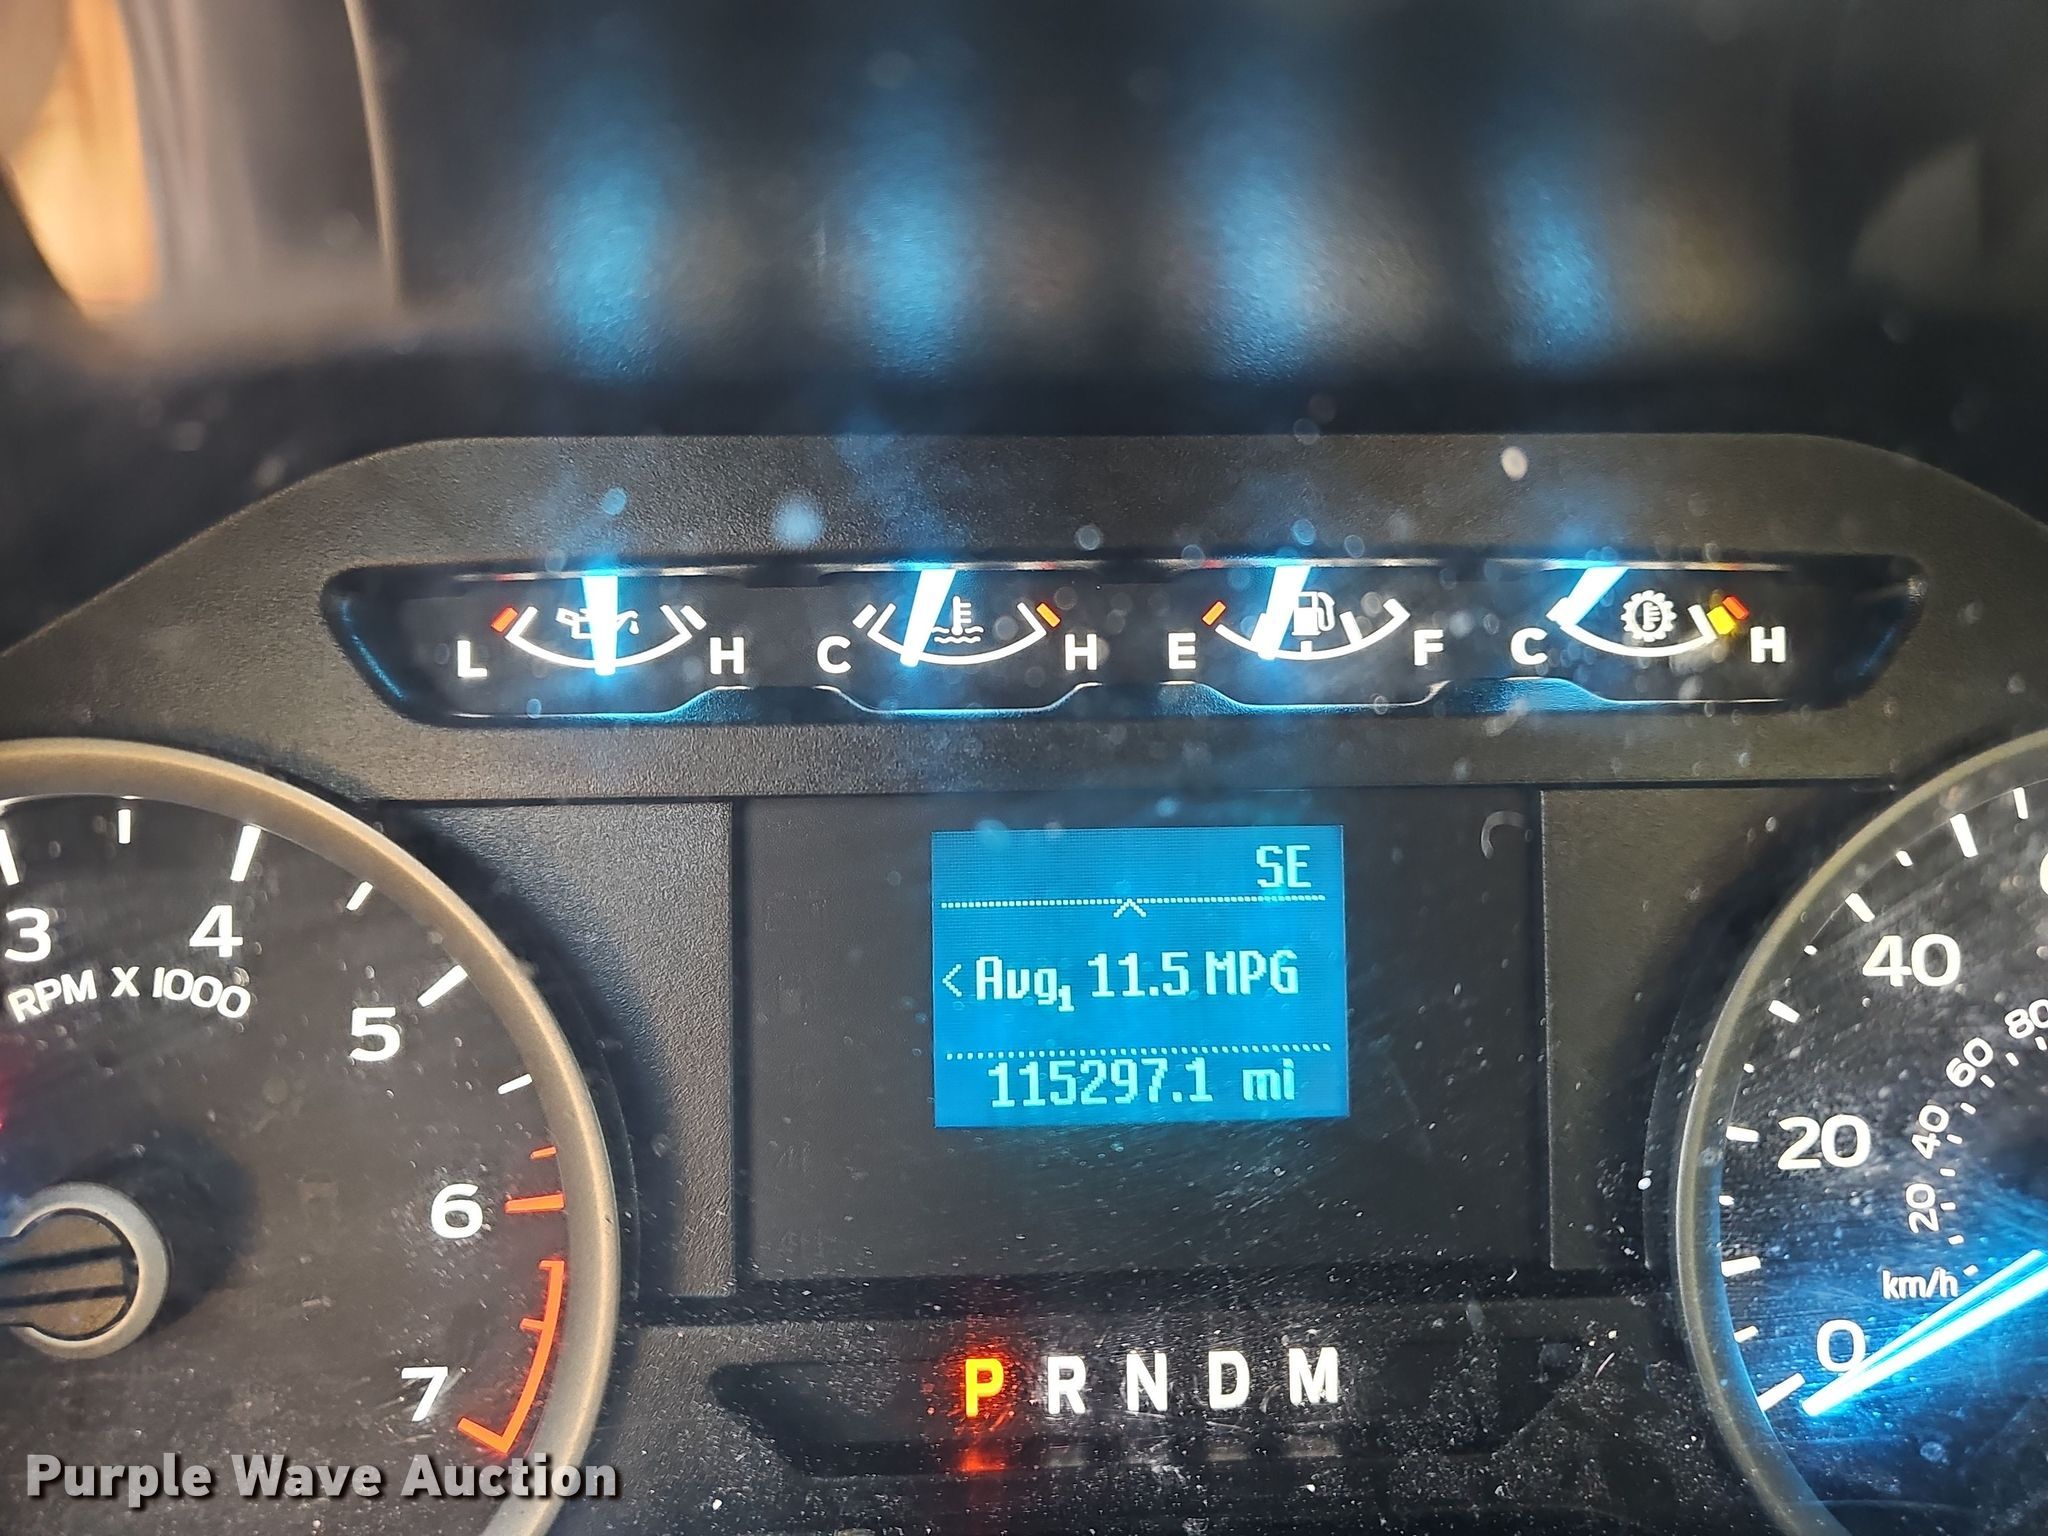 L H C H E F C H
SE
Avg1 11.5 MPG
115297.1 mi
3 4 5 6 7
RPM X 1000
0 20 40
20 40 60 80
km/h
P R N D M
Purple Wave Auction